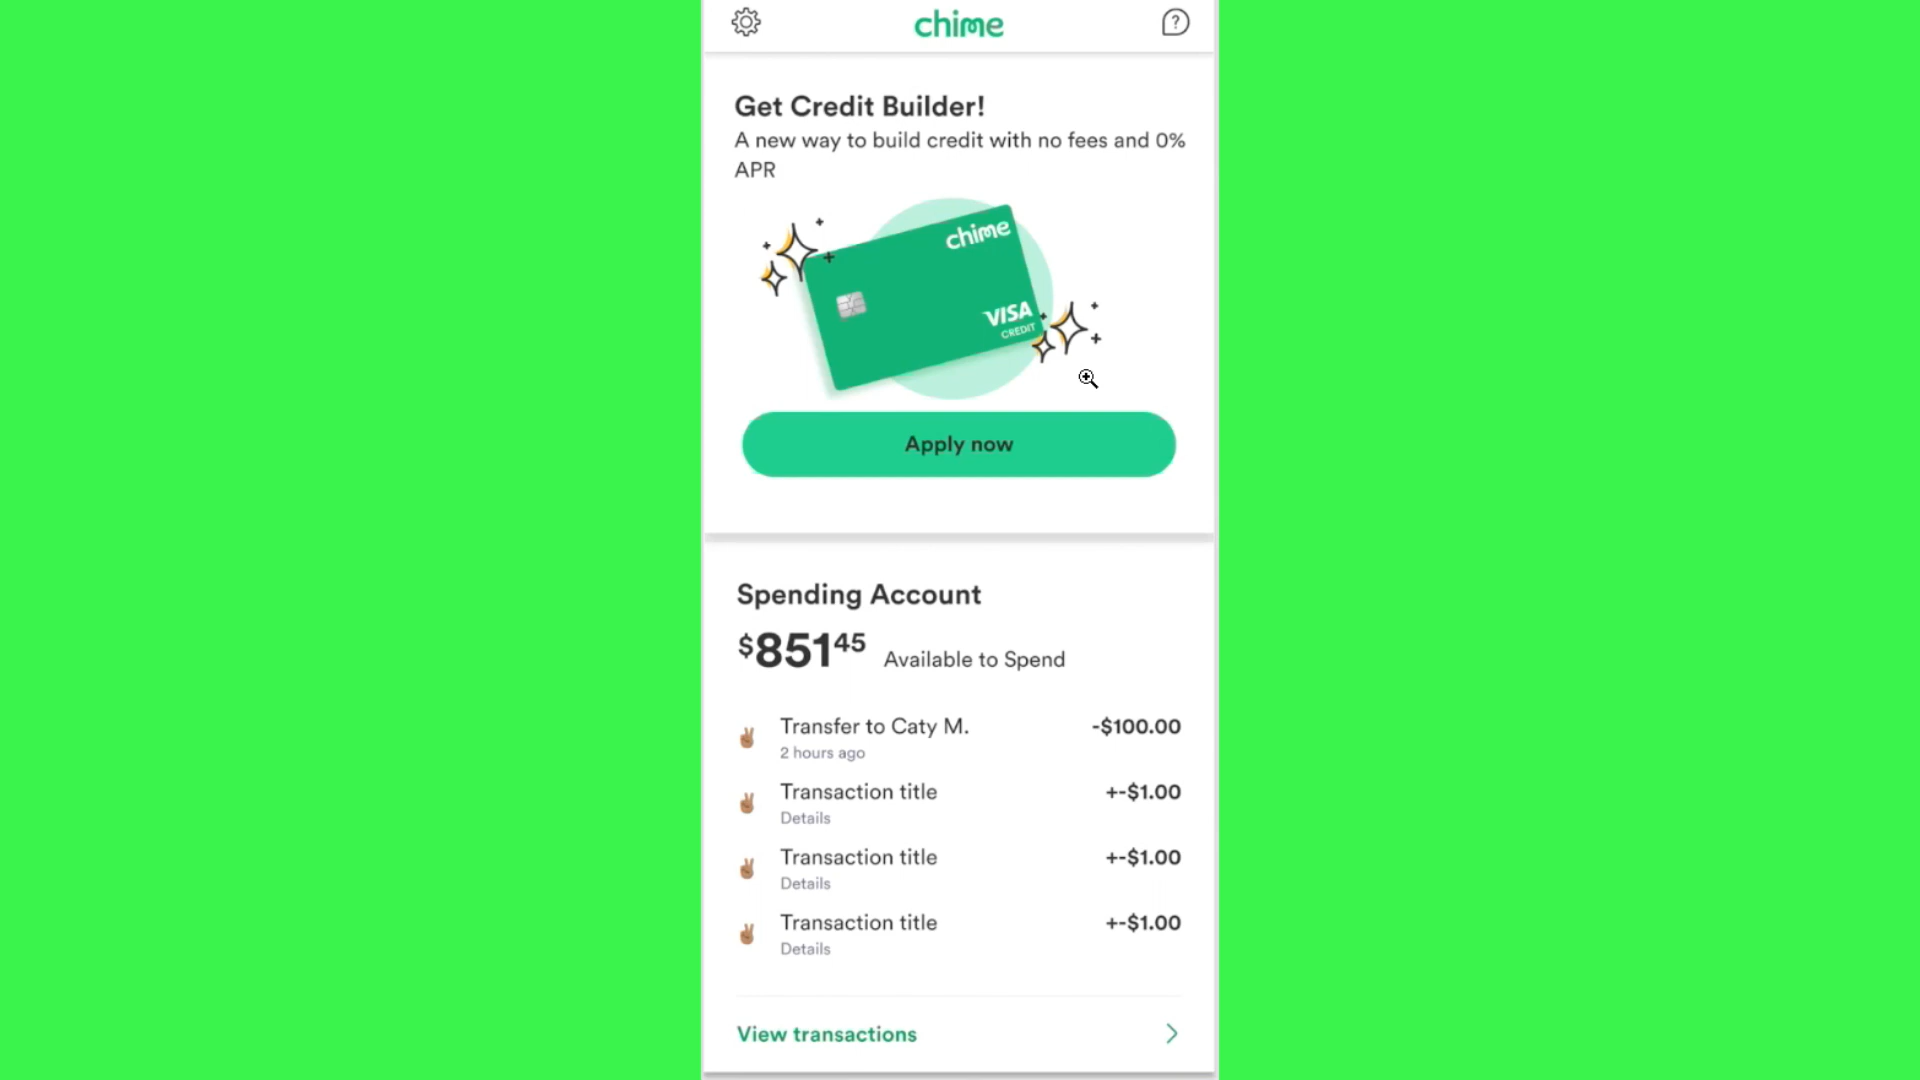 chime
?
Get Credit Builder!
A new way to build credit with no fees and 0%
APR
chime
VISA
CREDIT
Apply now
Spending Account
$851 45 Available to Spend
Transfer to Caty M. -$100.00
2 hours ago
Transaction title +-$1.00
Details
Transaction title +-$1.00
Details
Transaction title +-$1.00
Details
View transactions